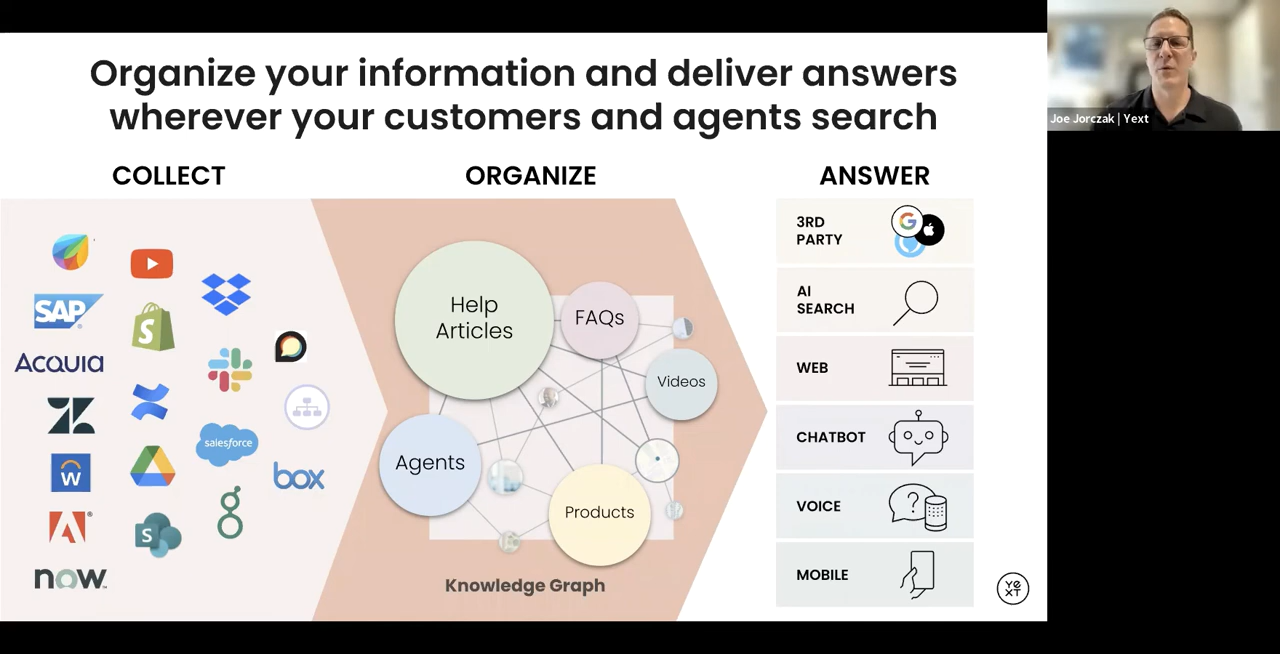 Organize your information and deliver answers
wherever your customers and agents search
COLLECT
ORGANIZE
ANSWER
SAP
S
ACQUIA
W
salesforce
box
S
now
Help
Articles
FAQs
Videos
Agents
Products
Knowledge Graph
3RD
PARTY
G
AI
SEARCH
WEB
CHATBOT
VOICE
?
MOBILE
yext
Joe Jorczak | Yext